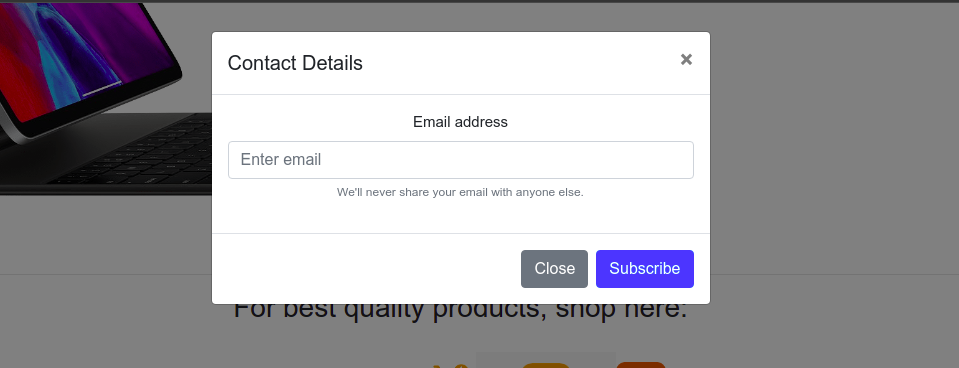 Contact Details
×
Email address
Enter email
We'll never share your email with anyone else.
Close
Subscribe
For best quality products, shop here: